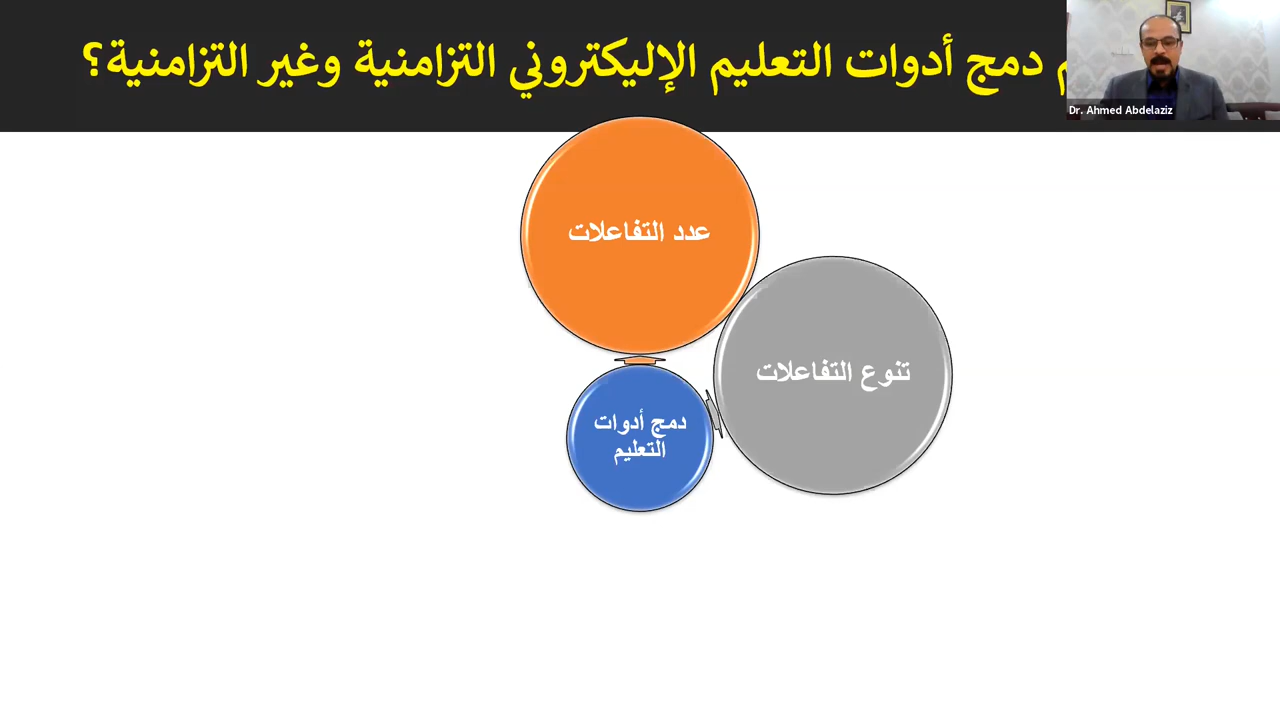 دمج أدوات التعليم الإليكتروني التزامنية وغير التزامنية؟
Dr. Ahmed Abdelaziz
عدد التفاعلات
تنوع التفاعلات
دمج أدوات
التعليم